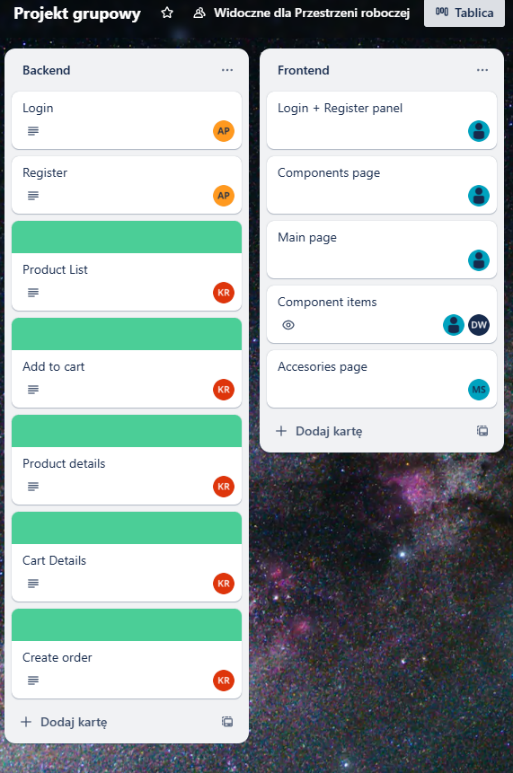 Projekt grupowy
Widoczne dla Przestrzeni roboczej
Tablica
Backend
Login
AP
Register
AP
Product List
KR
Add to cart
KR
Product details
KR
Cart Details
KR
Create order
KR
Dodaj kartę
Frontend
Login + Register panel
Components page
Main page
Component items
DW
Accesories page
MS
Dodaj kartę